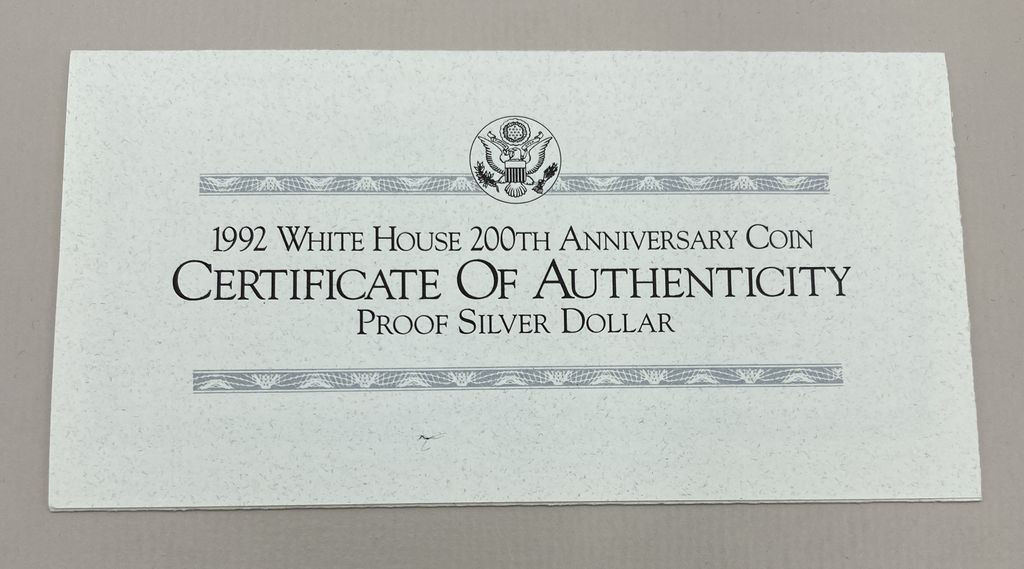 1992 White House 200th Anniversary Coin
Certificate Of Authenticity
Proof Silver Dollar